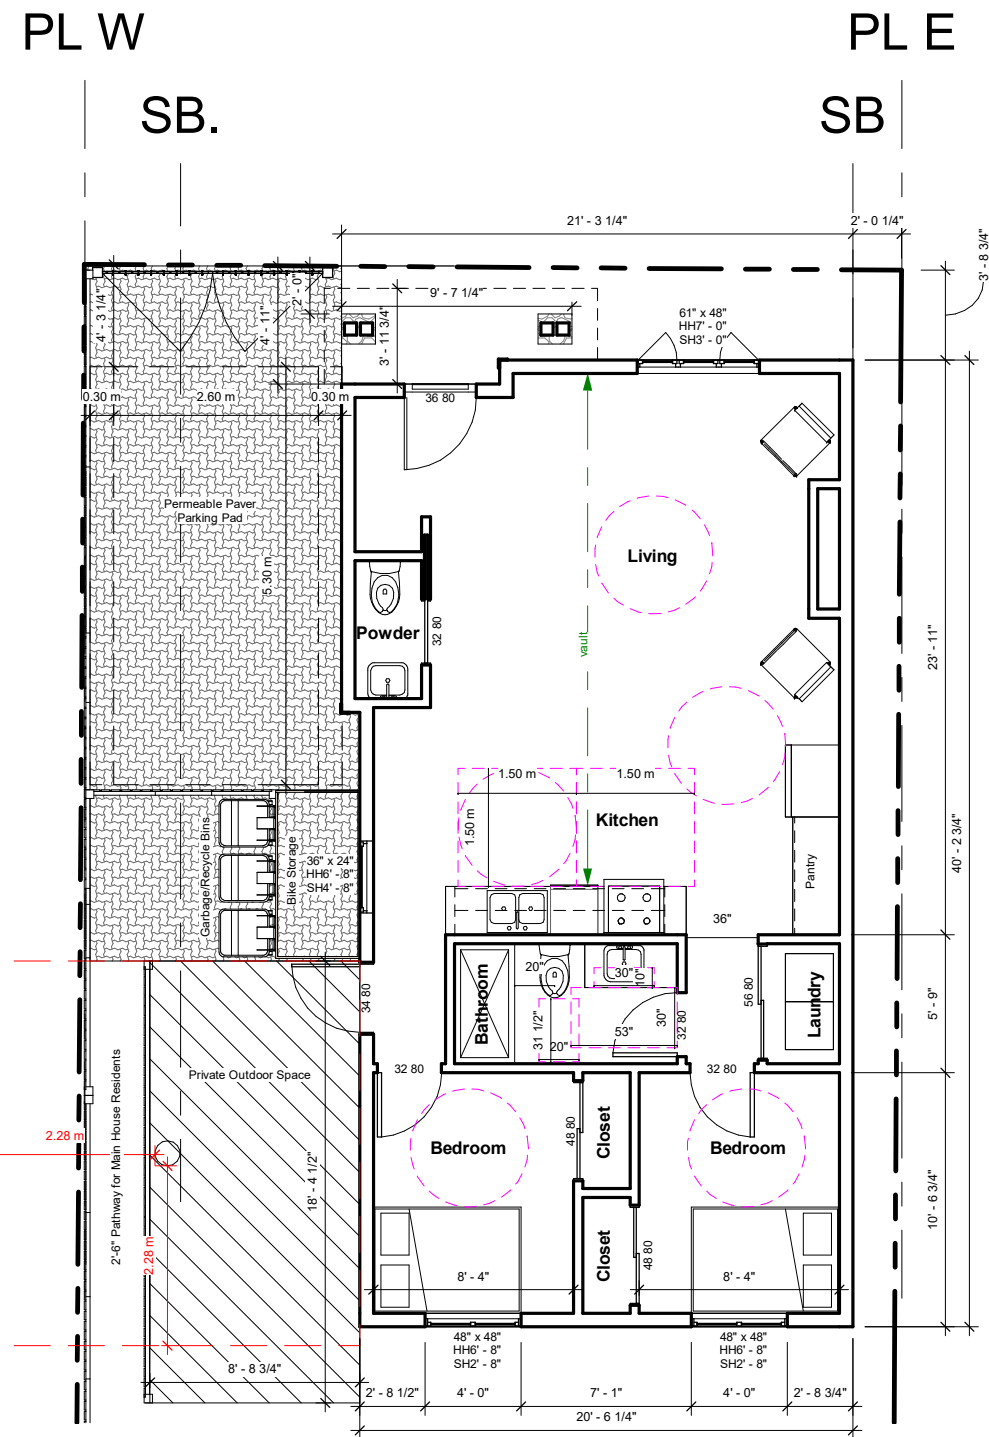 PL W
PL E
SB.
SB
21' - 3 1/4"
2' - 0 1/4"
3' - 8 3/4"
4' - 3 1/4"
4' - 11"
2' - 0"
9' - 7 1/4"
3' - 11 3/4"
61" x 48"
HH7' - 0"
SH3' - 0"
0.30 m
2.60 m
0.30 m
36 80
Permeable Paver
Parking Pad
5.30 m
Living
Powder
32 80
vault
23' - 11"
40' - 2 3/4"
1.50 m
1.50 m
1.50 m
Kitchen
Pantry
Garbage/Recycle Bins
Bike Storage
36" x 24"
HH6' - 8"
SH4' - 8"
36"
34 80
Bathroom
20"
30"
10"
31 1/2"
20"
53"
30"
32 80
56 80
Laundry
5' - 9"
32 80
32 80
Private Outdoor Space
2'-6" Pathway for Main House Residents
2.28 m
2.28 m
18' - 4 1/2"
Bedroom
48 80
Closet
Bedroom
Closet
48 80
10' - 6 3/4"
8' - 4"
8' - 4"
48" x 48"
HH6' - 8"
SH2' - 8"
48" x 48"
HH6' - 8"
SH2' - 8"
8' - 8 3/4"
2' - 8 1/2"
4' - 0"
7' - 1"
4' - 0"
2' - 8 3/4"
20' - 6 1/4"